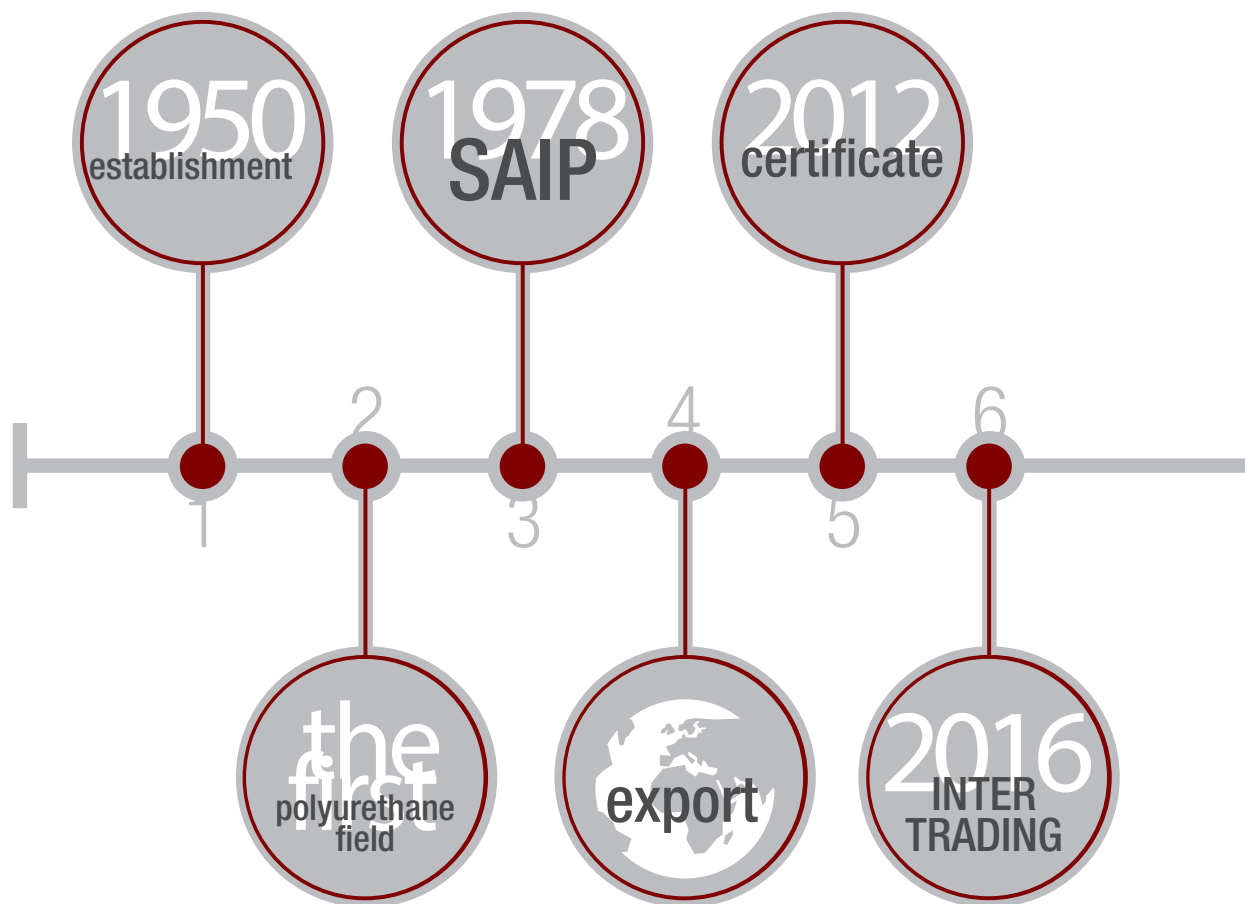 1950
establishment
1978
SAIP
2012
certificate
2
4
6
1
3
5
the
first
polyurethane
field
export
2016
INTER
TRADING